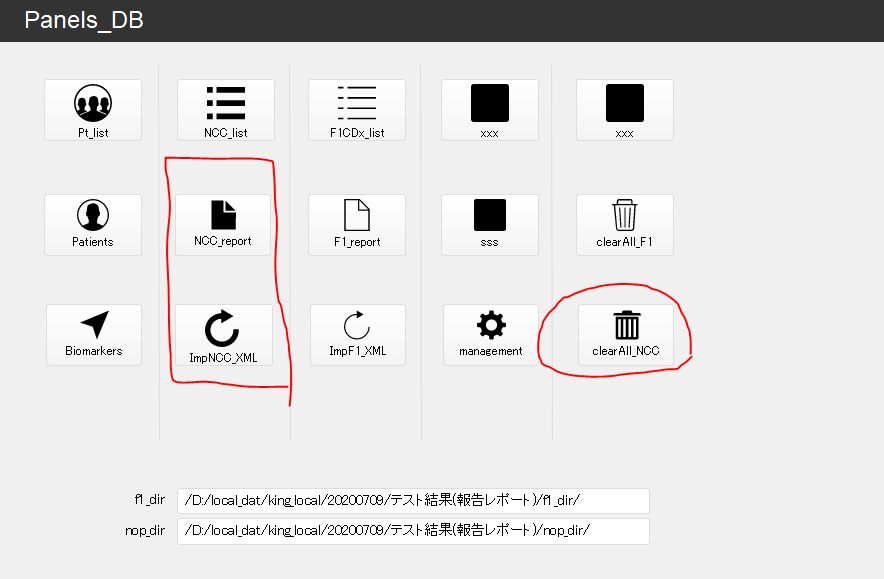 Panels_DB
Pt_list NCC_list F1CDx_list xxx xxx
Patients NCC_report F1_report sss clearAll_F1
Biomarkers ImpNCC_XML ImpF1_XML management clearAll_NCC
f1_dir /D:/local_dat/king_local/20200709/テスト結果(報告レポート)/f1_dir/
nop_dir /D:/local_dat/king_local/20200709/テスト結果(報告レポート)/nop_dir/